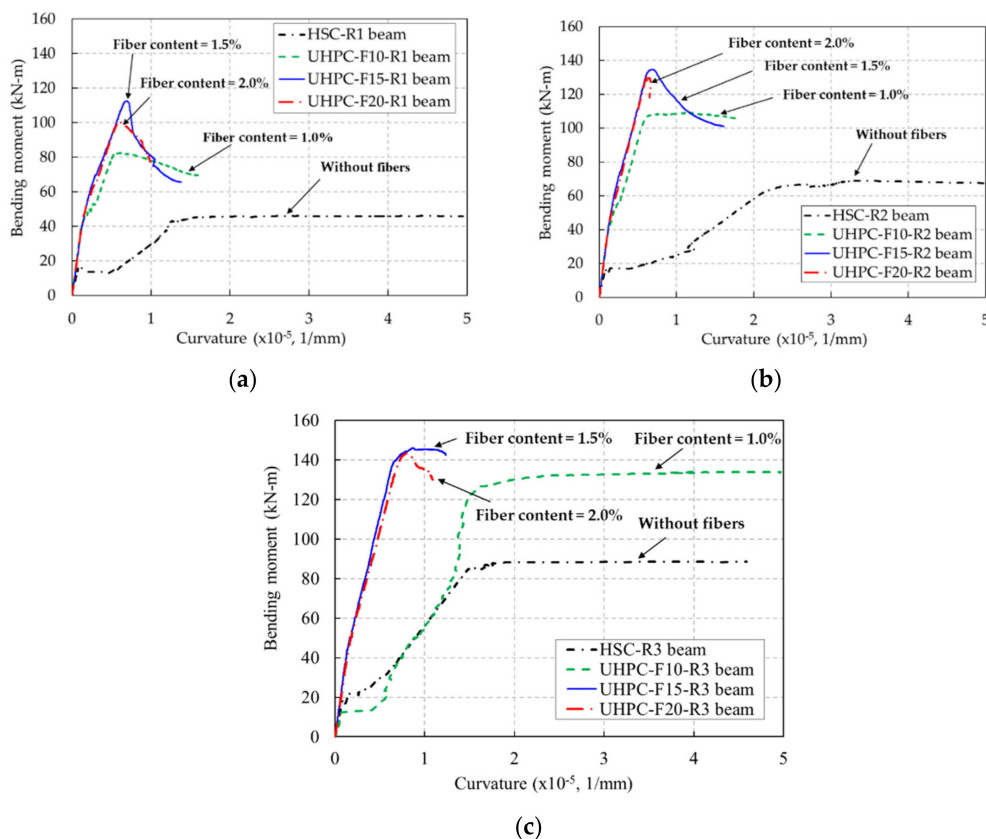 160
140
120
100
80
60
40
20
0
Bending moment (kN-m)
Fiber content = 1.5%
Fiber content = 2.0%
Fiber content = 1.0%
Without fibers
HSC-R1 beam
UHPC-F10-R1 beam
UHPC-F15-R1 beam
UHPC-F20-R1 beam
0 1 2 3 4 5
Curvature (x10-5, 1/mm)
(a)
160
140
120
100
80
60
40
20
0
Bending moment (kN-m)
Fiber content = 2.0%
Fiber content = 1.5%
Fiber content = 1.0%
Without fibers
HSC-R2 beam
UHPC-F10-R2 beam
UHPC-F15-R2 beam
UHPC-F20-R2 beam
0 1 2 3 4 5
Curvature (x10-5, 1/mm)
(b)
160
140
120
100
80
60
40
20
0
Bending moment (kN-m)
Fiber content = 1.5%
Fiber content = 1.0%
Fiber content = 2.0%
Without fibers
HSC-R3 beam
UHPC-F10-R3 beam
UHPC-F15-R3 beam
UHPC-F20-R3 beam
0 1 2 3 4 5
Curvature (x10-5, 1/mm)
(c)